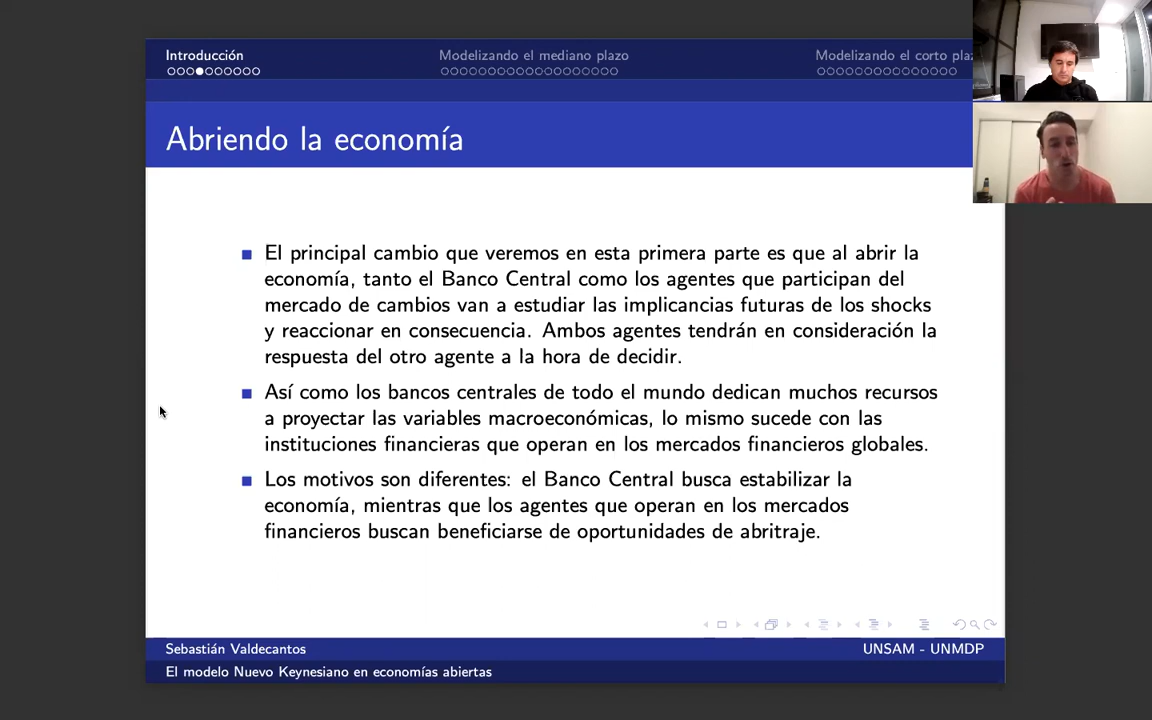 Introducción
Modelizando el mediano plazo
Modelizando el corto plaz
Abriendo la economía
El principal cambio que veremos en esta primera parte es que al abrir la
economía, tanto el Banco Central como los agentes que participan del
mercado de cambios van a estudiar las implicancias futuras de los shocks
y reaccionar en consecuencia. Ambos agentes tendrán en consideración la
respuesta del otro agente a la hora de decidir.
Así como los bancos centrales de todo el mundo dedican muchos recursos
a proyectar las variables macroeconómicas, lo mismo sucede con las
instituciones financieras que operan en los mercados financieros globales.
Los motivos son diferentes: el Banco Central busca estabilizar la
economía, mientras que los agentes que operan en los mercados
financieros buscan beneficiarse de oportunidades de abritraje.
Sebastián Valdecantos
UNSAM - UNMDP
El modelo Nuevo Keynesiano en economías abiertas